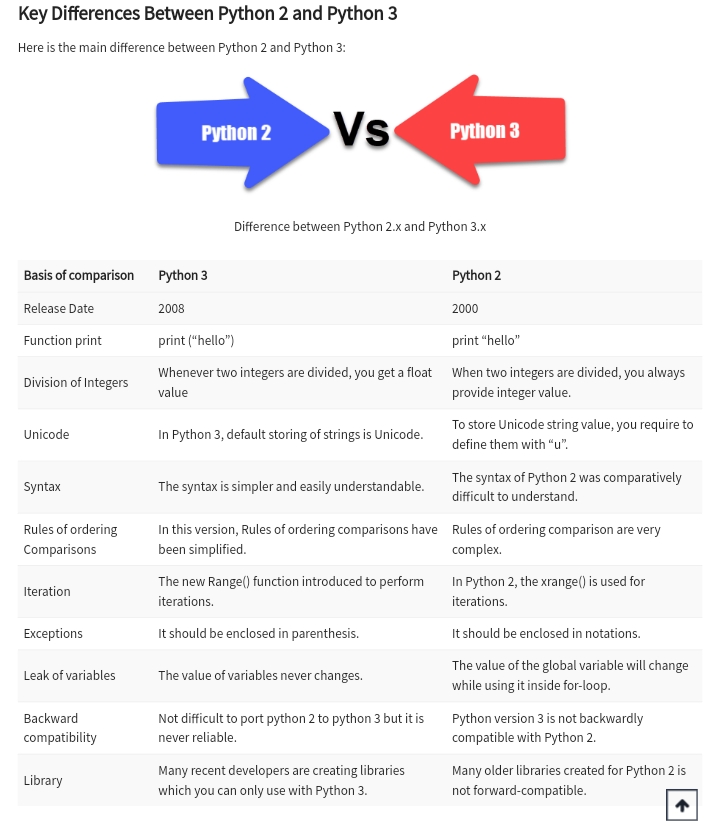 Key Differences Between Python 2 and Python 3
Here is the main difference between Python 2 and Python 3:
Python 2
Vs
Python 3
Difference between Python 2.x and Python 3.x
Basis of comparison Python 3 Python 2
Release Date 2008 2000
Function print print (“hello”) print “hello”
Division of Integers
Whenever two integers are divided, you get a float
value
When two integers are divided, you always
provide integer value.
Unicode
In Python 3, default storing of strings is Unicode.
To store Unicode string value, you require to
define them with “u”.
Syntax
The syntax is simpler and easily understandable.
The syntax of Python 2 was comparatively
difficult to understand.
Rules of ordering
Comparisons
In this version, Rules of ordering comparisons have
been simplified.
Rules of ordering comparison are very
complex.
Iteration
The new Range() function introduced to perform
iterations.
In Python 2, the xrange() is used for
iterations.
Exceptions
It should be enclosed in parenthesis.
It should be enclosed in notations.
Leak of variables
The value of variables never changes.
The value of the global variable will change
while using it inside for-loop.
Backward
compatibility
Not difficult to port python 2 to python 3 but it is
never reliable.
Python version 3 is not backwardly
compatible with Python 2.
Library
Many recent developers are creating libraries
which you can only use with Python 3.
Many older libraries created for Python 2 is
not forward-compatible.